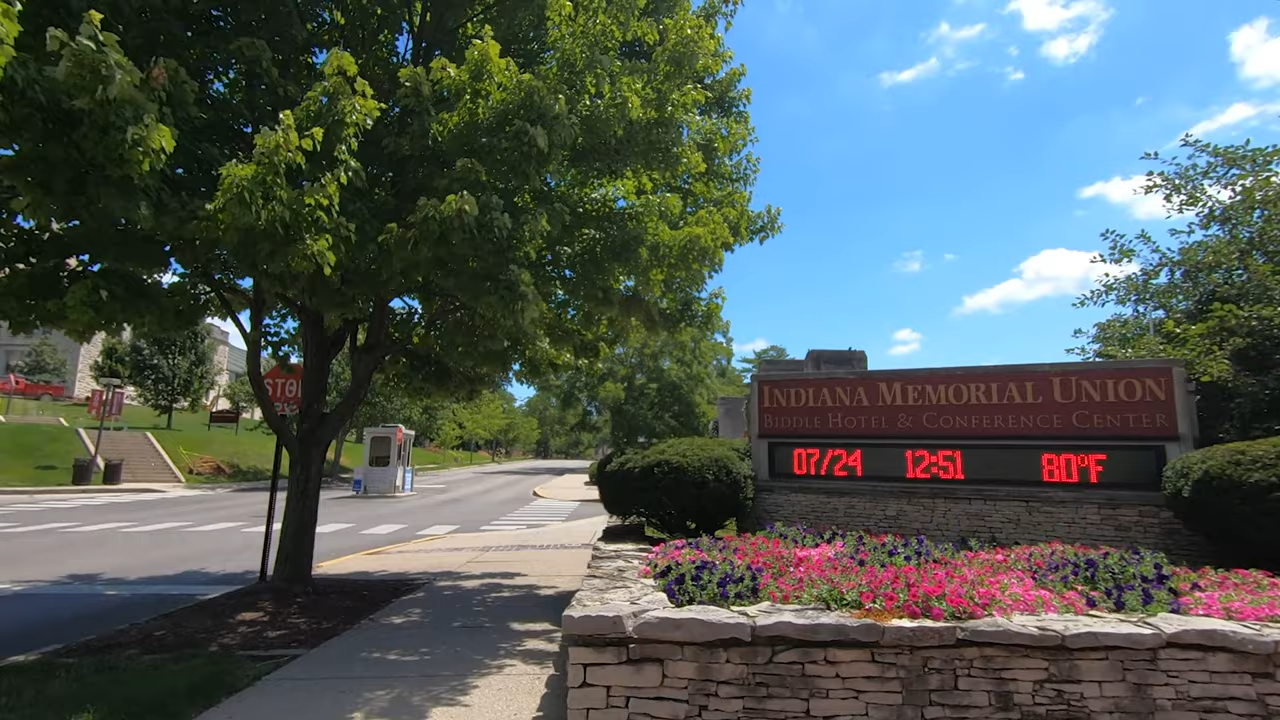 STOP
INDIANA MEMORIAL UNION
BIDDLE HOTEL & CONFERENCE CENTER
07/24 12:51 80°F